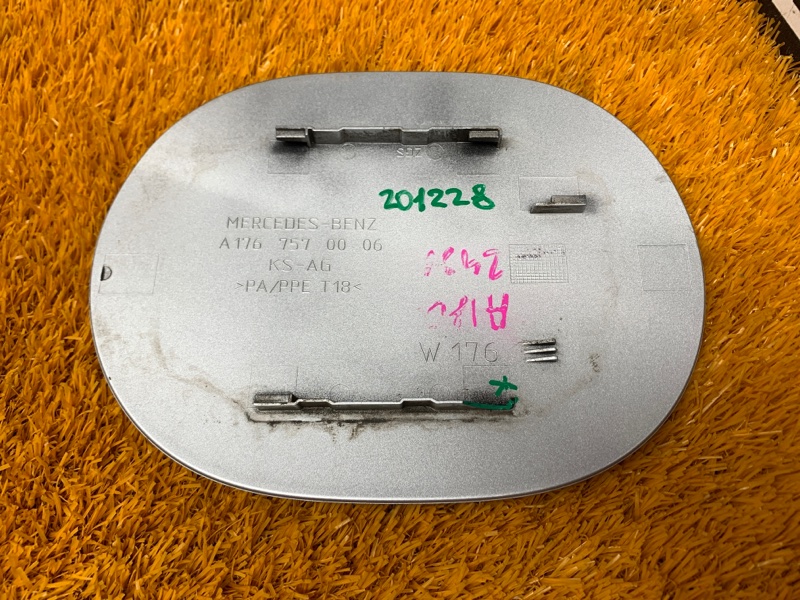 201228
MERCEDES-BENZ
A176 757 00 06
KS-AG
>PA/PPE T18<
W 176